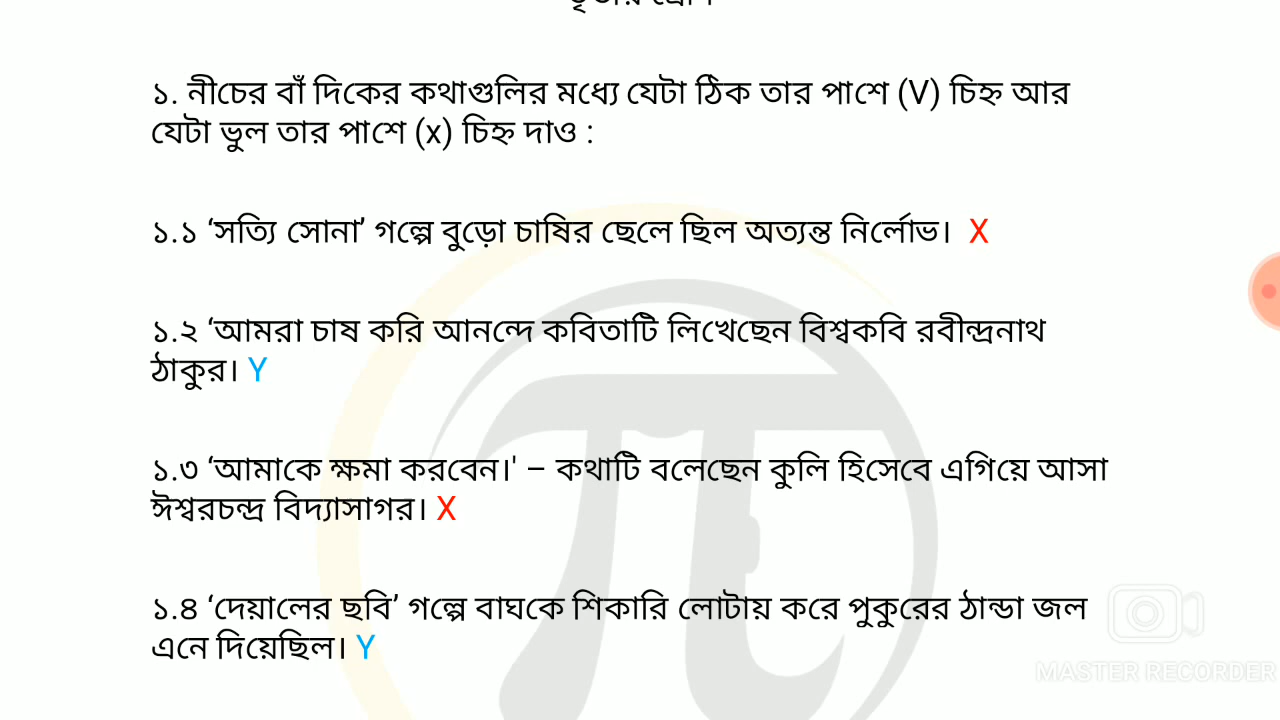 ১. নীচের বাঁ দিকের কথাগুলির মধ্যে যেটা ঠিক তার পাশে (V) চিহ্ন আর
যেটা ভুল তার পাশে (x) চিহ্ন দাও :
১.১ ‘সত্যি সোনা’ গল্পে বুড়ো চাষির ছেলে ছিল অত্যন্ত নির্লোভ। X
১.২ ‘আমরা চাষ করি আনন্দে কবিতাটি লিখেছেন বিশ্বকবি রবীন্দ্রনাথ
ঠাকুর। Y
১.৩ ‘আমাকে ক্ষমা করবেন।' – কথাটি বলেছেন কুলি হিসেবে এগিয়ে আসা
ঈশ্বরচন্দ্র বিদ্যাসাগর। X
১.৪ ‘দেয়ালের ছবি’ গল্পে বাঘকে শিকারি লোটায় করে পুকুরের ঠান্ডা জল
এনে দিয়েছিল। Y
MASTER RECORDER